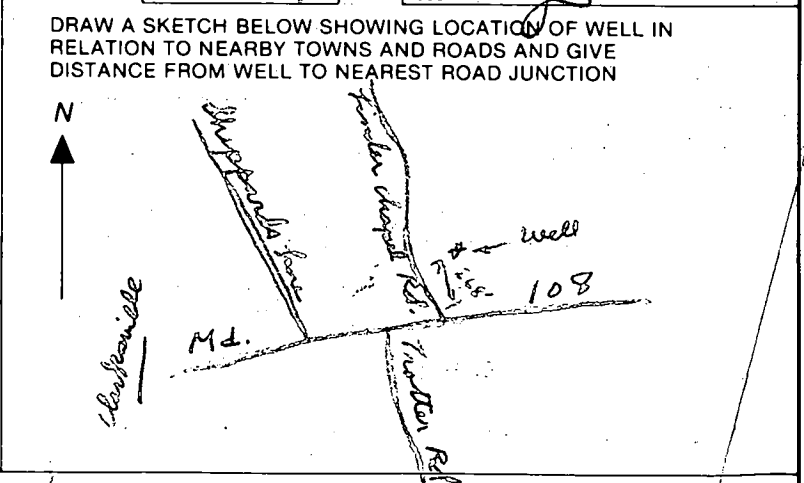 DRAW A SKETCH BELOW SHOWING LOCATION OF WELL IN
RELATION TO NEARBY TOWNS AND ROADS AND GIVE
DISTANCE FROM WELL TO NEAREST ROAD JUNCTION
N
Shepperds Lane
Linden Chapel Rd.
Well
Md. 108
Clarksville
Trotter Rd